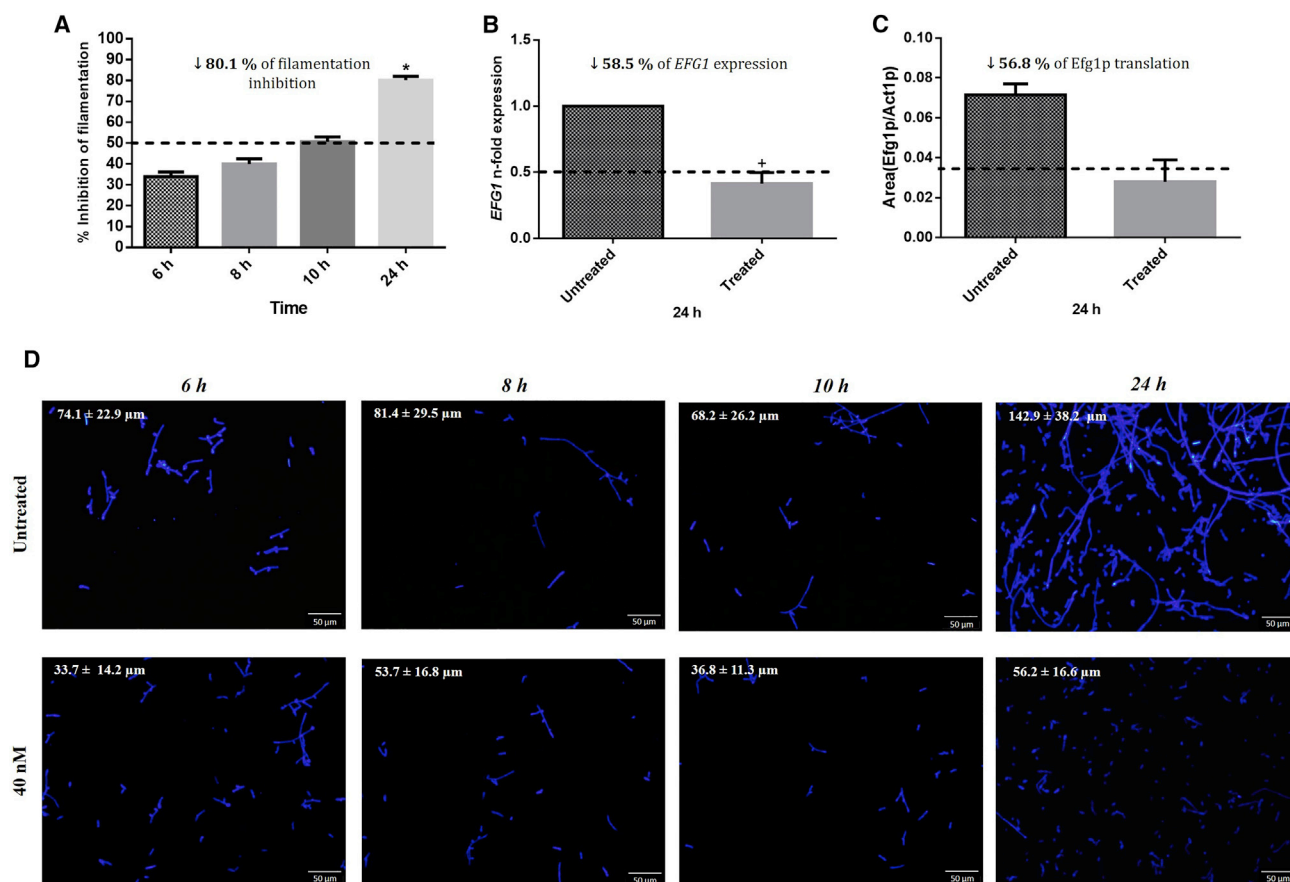 A
% Inhibition of filamentation
100
90
80
70
60
50
40
30
20
10
0
↓ 80.1 % of filamentation
inhibition
*
6 h
8 h
10 h
24 h
Time
B
EFG1 n-fold expression
1.5
1.0
0.5
0.0
↓ 58.5 % of EFG1 expression
+
Untreated
Treated
24 h
C
Area(Efg1p/Act1p)
0.10
0.08
0.06
0.04
0.02
0.00
↓ 56.8 % of Efg1p translation
Untreated
Treated
24 h
D
6 h
8 h
10 h
24 h
Untreated
74.1 ± 22.9 µm
50 µm
81.4 ± 29.5 µm
50 µm
68.2 ± 26.2 µm
50 µm
142.9 ± 38.2 µm
50 µm
40 nM
33.7 ± 14.2 µm
50 µm
53.7 ± 16.8 µm
50 µm
36.8 ± 11.3 µm
50 µm
56.2 ± 16.6 µm
50 µm